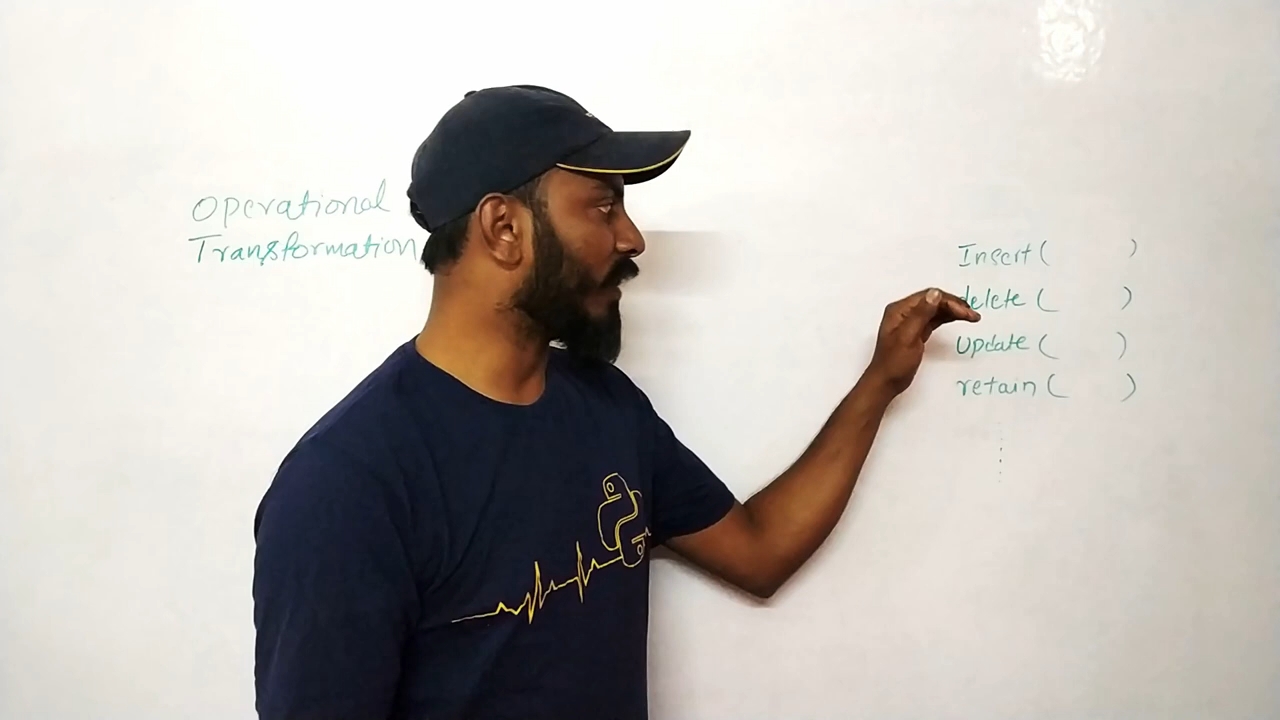 Operational
Transformation
Insert(        )
delete (        )
Update (        )
retain (        )